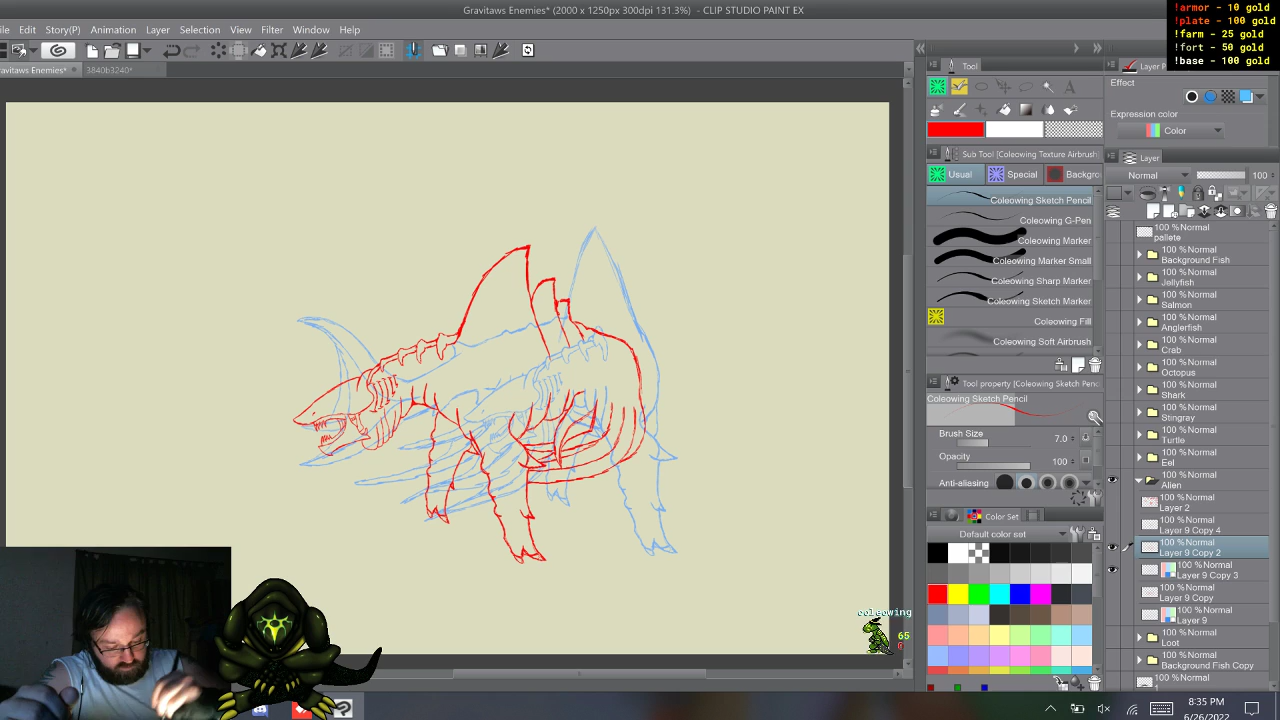 Gravitaws Enemies* (2000 x 1250px 300dpi 131.3%) - CLIP STUDIO PAINT EX
!armor - 10 gold
!plate - 100 gold
!farm - 25 gold
!fort - 50 gold
!base - 100 gold
ile Edit Story(P) Animation Layer Selection View Filter Window Help
ravitaws Enemies* 3840b3240*
Tool
Layer P
Effect
Expression color
Color
Sub Tool [Coleowing Texture Airbrush]
Usual Special Backgro
Coleowing Sketch Pencil
Coleowing G-Pen
Coleowing Marker
Coleowing Marker Small
Coleowing Sharp Marker
Coleowing Sketch Marker
Coleowing Fill
Coleowing Soft Airbrush
Tool property [Coleowing Sketch Penc
Coleowing Sketch Pencil
Brush Size 7.0
Opacity 100
Anti-aliasing
Color Set
Default color set
Layer
Normal 100
100 %Normal
pallete
100 %Normal
Background Fish
100 %Normal
Jellyfish
100 %Normal
Salmon
100 %Normal
Anglerfish
100 %Normal
Crab
100 %Normal
Octopus
100 %Normal
Shark
100 %Normal
Stingray
100 %Normal
Turtle
100 %Normal
Eel
100 %Normal
Alien
100 %Normal
Layer 2
100 %Normal
Layer 9 Copy 4
100 %Normal
Layer 9 Copy 2
100 %Normal
Layer 9 Copy 3
100 %Normal
Layer 9 Copy
100 %Normal
Layer 9
100 %Normal
Loot
100 %Normal
Background Fish Copy
100 %Normal
coleowing
65
8:35 PM
6/26/2022